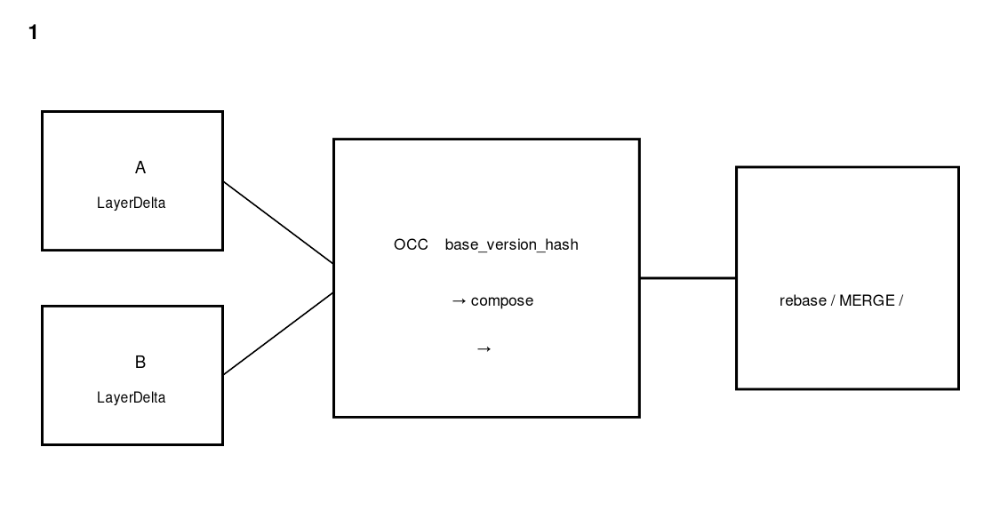 1
A
LayerDelta
B
LayerDelta
OCC base_version_hash
→ compose
→
rebase / MERGE /